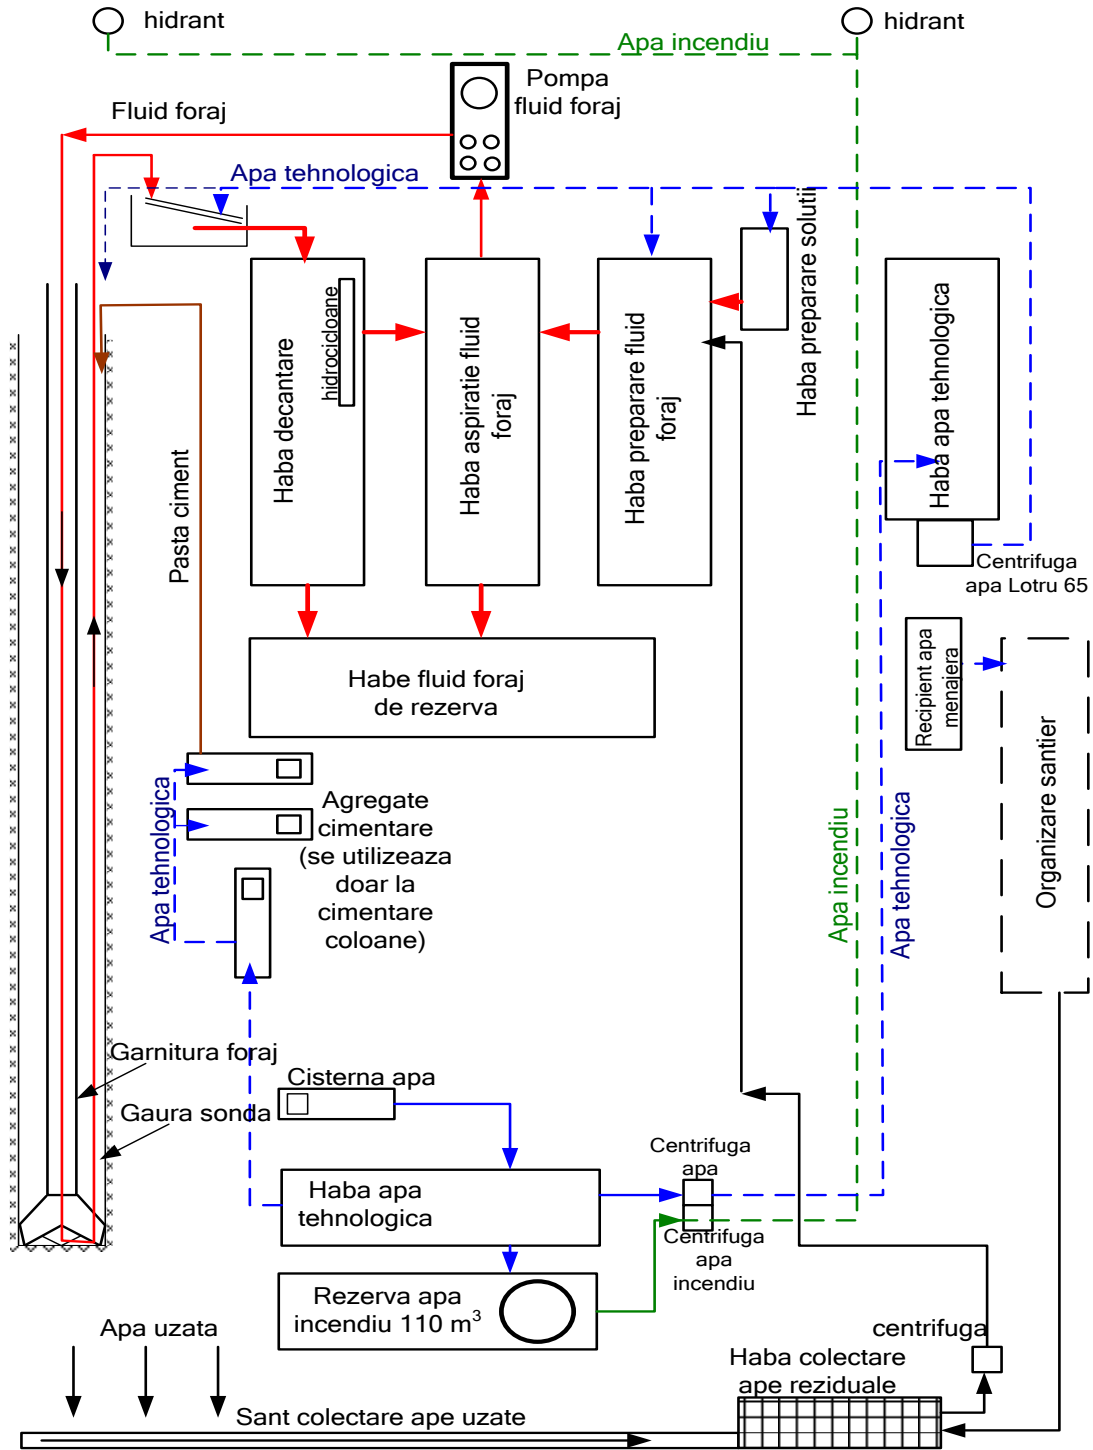 hidrant
hidrant
Apa incendiu
Pompa
fluid foraj
Fluid foraj
Apa tehnologica
Haba preparare solutii
hidrocicloane
Haba decantare
Haba aspiratie fluid
foraj
Haba preparare fluid
foraj
Haba apa tehnologica
Pasta ciment
Centrifuga
apa Lotru 65
Recipient apa
menajera
Habe fluid foraj
de rezerva
Organizare santier
Apa tehnologica
Agregate
cimentare
(se utilizeaza
doar la
cimentare
coloane)
Apa incendiu
Apa tehnologica
Garnitura foraj
Cisterna apa
Gaura sonda
Centrifuga
apa
Haba apa
tehnologica
Centrifuga
apa
incendiu
Rezerva apa
incendiu 110 m³
Apa uzata
centrifuga
Haba colectare
ape reziduale
Sant colectare ape uzate